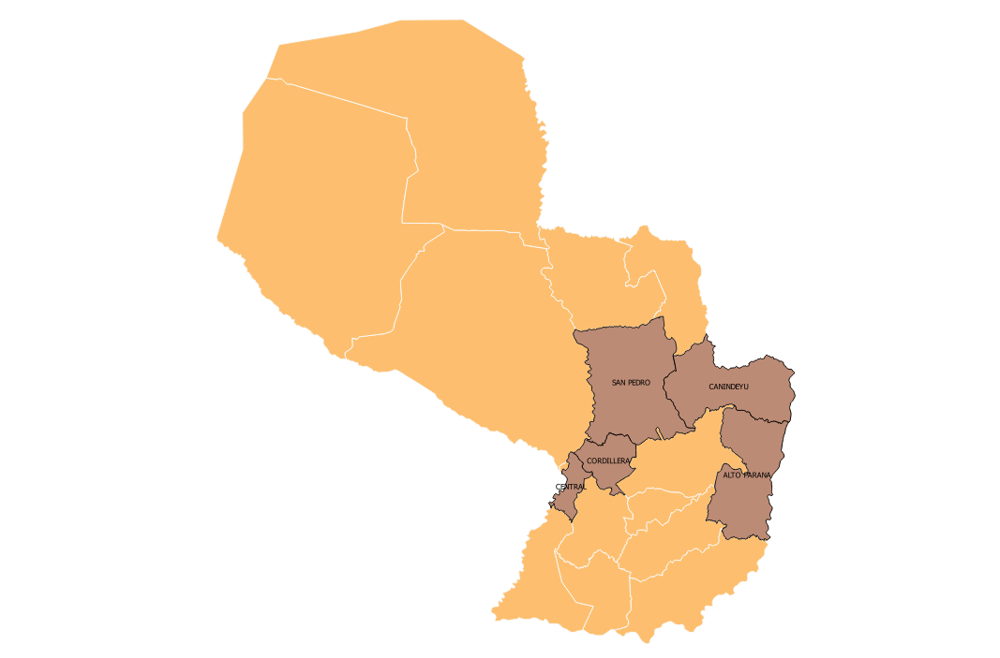 SAN PEDRO
CANINDEYU
CORDILLERA
ALTO PARANA
CENTRAL